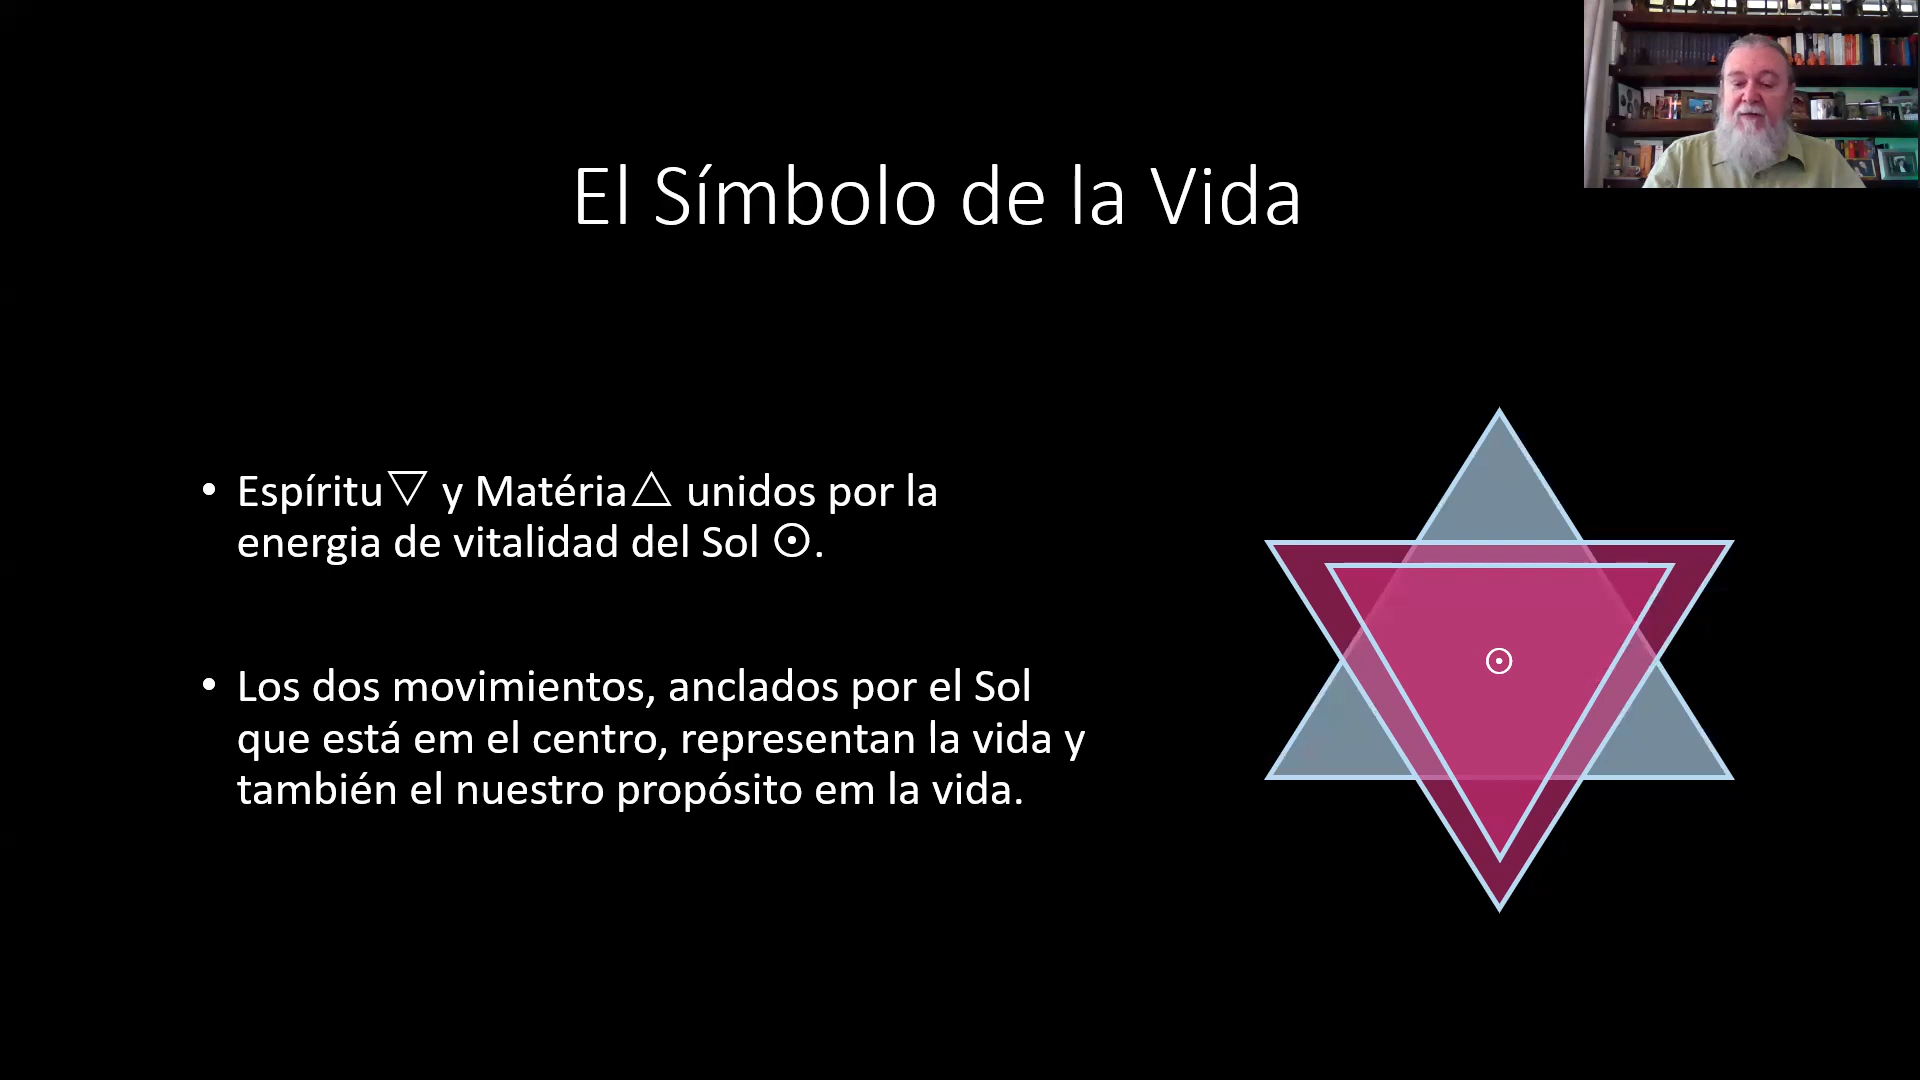 El Símbolo de la Vida
• Espíritu▽ y Matéria△ unidos por la
energia de vitalidad del Sol ☉.
• Los dos movimientos, anclados por el Sol
que está em el centro, representan la vida y
también el nuestro propósito em la vida.
☉